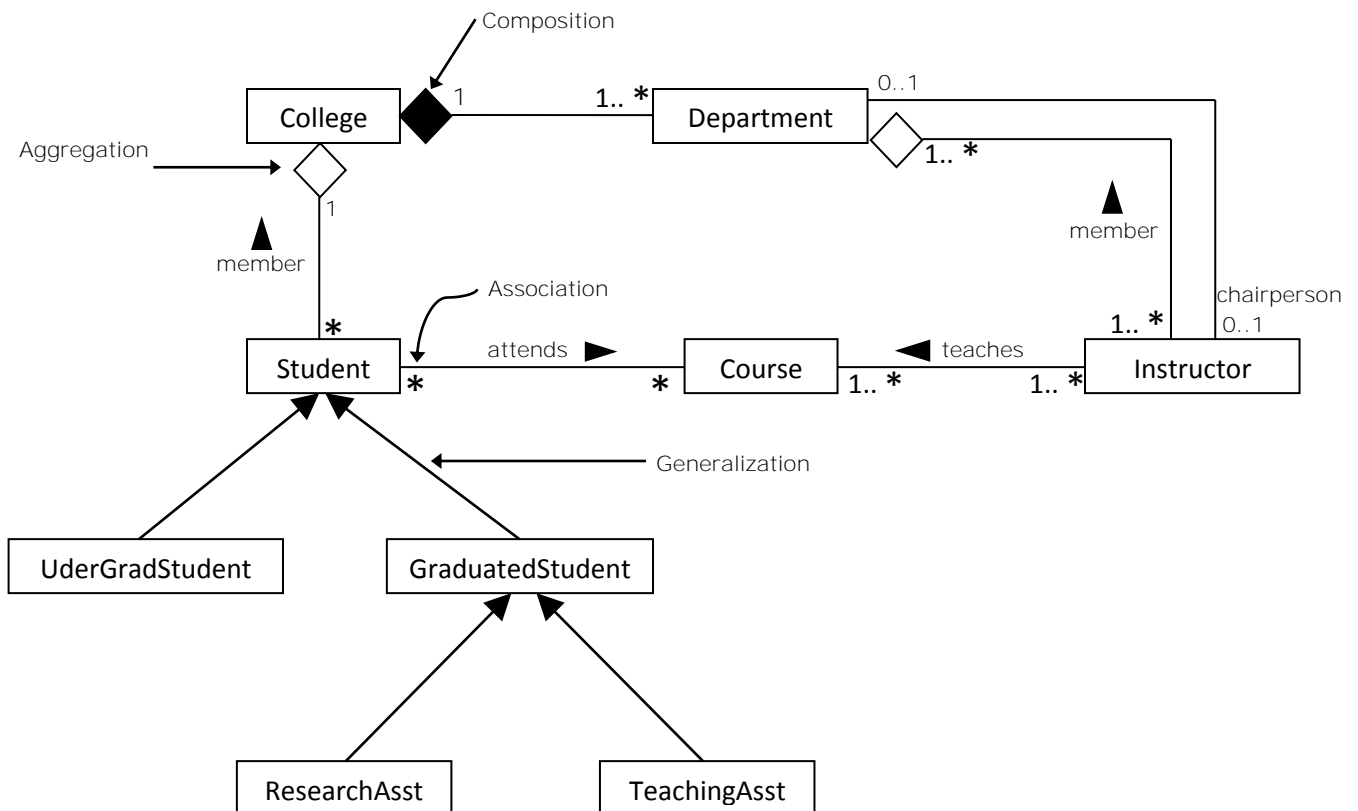 Composition
0..1
College
1
1.. *
Department
Aggregation
1.. *
1
member
member
Association
chairperson
*
1.. *
0..1
Student
attends
Course
teaches
Instructor
*
*
1.. *
1.. *
Generalization
UderGradStudent
GraduatedStudent
ResearchAsst
TeachingAsst